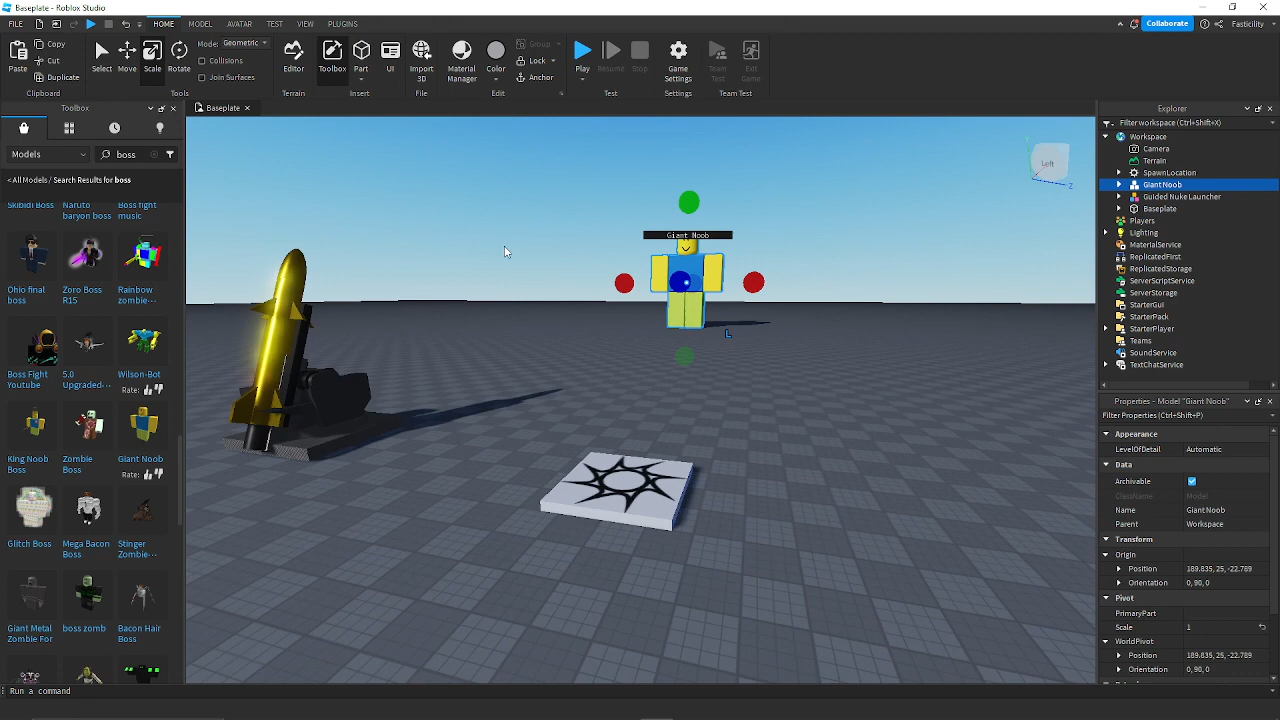 Baseplate - Roblox Studio
FILE
HOME MODEL AVATAR TEST VIEW PLUGINS
Collaborate Fasticility
Paste Copy Cut Duplicate
Clipboard
Select Move Scale Rotate
Mode: Geometric
Collisions
Join Surfaces
Tools
Editor
Terrain
Toolbox Part UI
Insert
Import 3D
File
Material Manager
Color
Group
Lock
Anchor
Edit
Play Resume Stop
Test
Game Settings
Settings
Team Test
Exit Game
Team Test
Toolbox
Models
boss
<All Models / Search Results for boss
Skibidi Boss
Naruto baryon boss
Boss fight music
Ohio final boss
Zoro Boss R15
Rainbow zombie-···
Boss Fight Youtube
5.0 Upgraded-···
Wilson-Bot
Rate:
King Noob Boss
Zombie Boss
Giant Noob
Rate:
Glitch Boss
Mega Bacon Boss
Stinger Zombie-···
Giant Metal Zombie For
boss zomb
Bacon Hair Boss
Baseplate
Giant Noob
L
Left
Y
Z
Explorer
Filter workspace (Ctrl+Shift+X)
Workspace
Camera
Terrain
SpawnLocation
Giant Noob
Guided Nuke Launcher
Baseplate
Players
Lighting
MaterialService
ReplicatedFirst
ReplicatedStorage
ServerScriptService
ServerStorage
StarterGui
StarterPack
StarterPlayer
Teams
SoundService
TextChatService
Properties - Model "Giant Noob"
Filter Properties (Ctrl+Shift+P)
Appearance
LevelOfDetail Automatic
Data
Archivable
ClassName Model
Name Giant Noob
Parent Workspace
Transform
Origin
Position 189.835, 25, -22.789
Orientation 0, 90, 0
Pivot
PrimaryPart
Scale 1
WorldPivot
Position 189.835, 25, -22.789
Orientation 0, 90, 0
Run a command